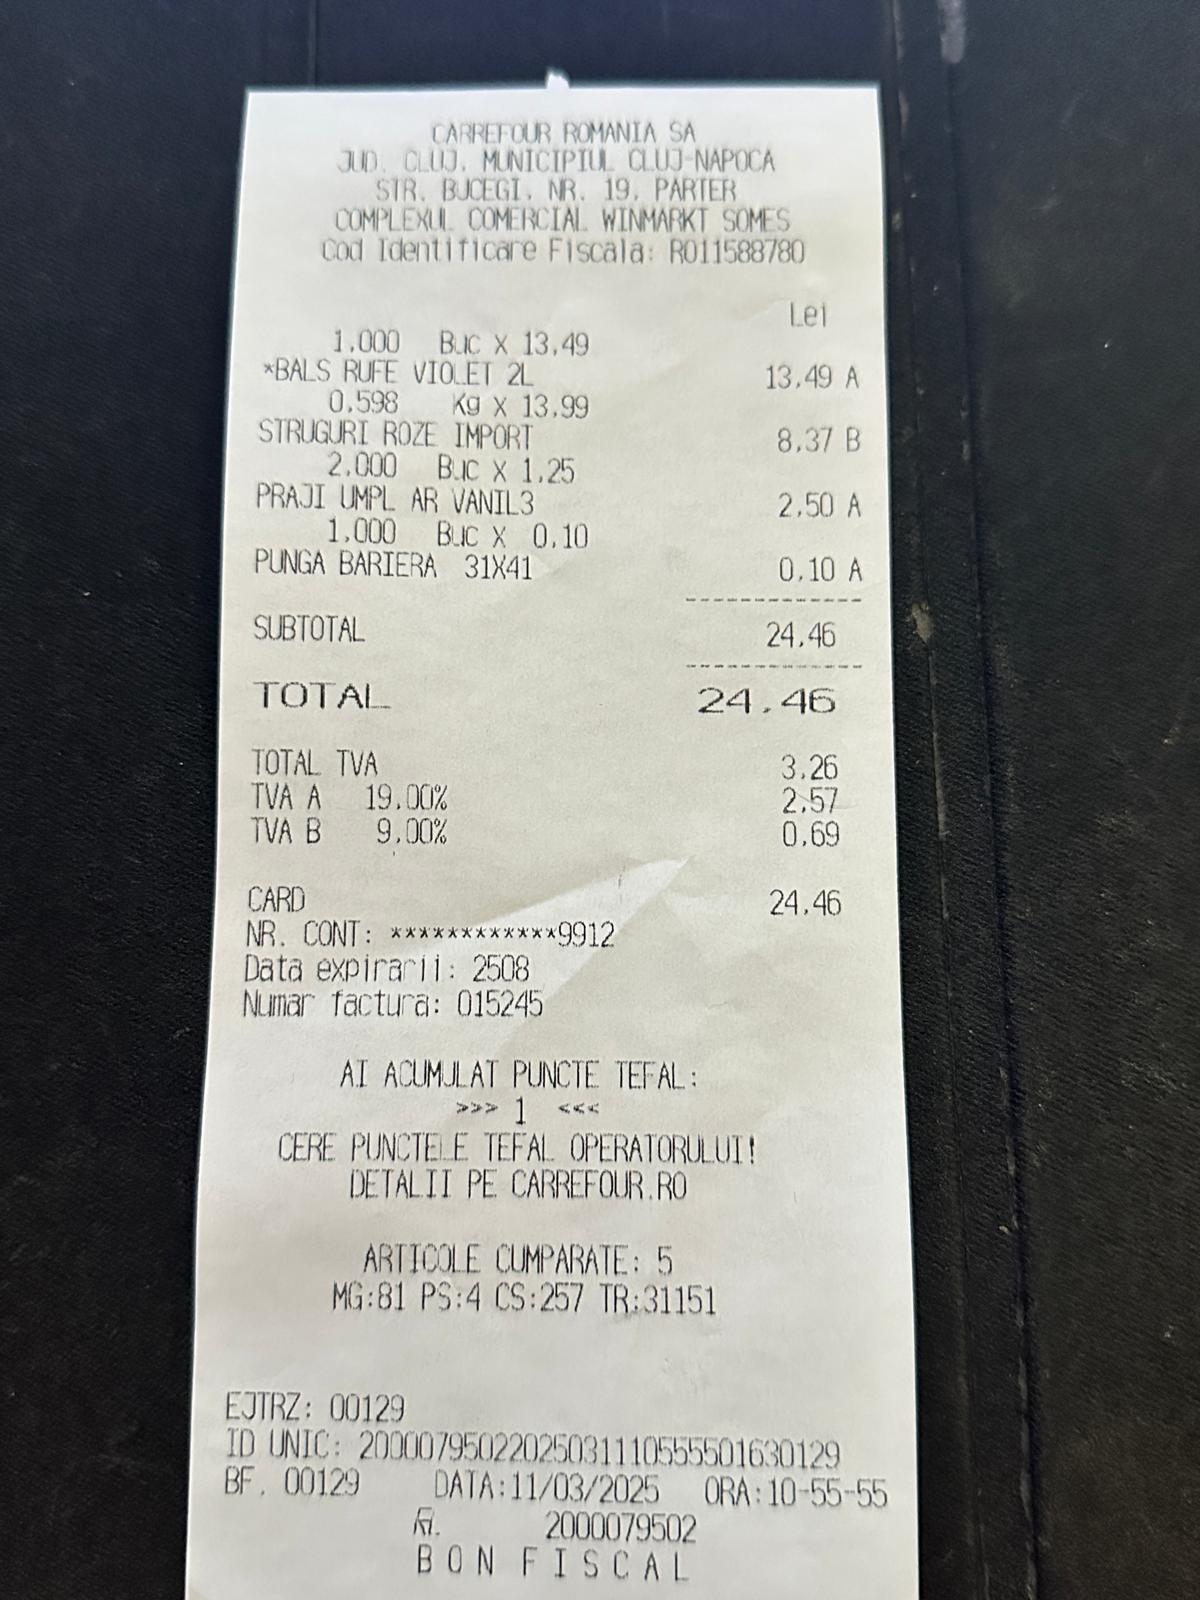 CARREFOUR ROMANIA SA
JUD. CLUJ, MUNICIPIUL CLUJ-NAPOCA
STR. BUCEGI, NR. 19, PARTER
COMPLEXUL COMERCIAL WINMARKT SOMES
Cod Identificare Fiscala: RO11588780
Lei
1,000 Buc X 13,49
*BALS RUFE VIOLET 2L 13,49 A
0,598 Kg X 13,99
STRUGURI ROZE IMPORT 8,37 B
2,000 Buc X 1,25
PRAJI UMPL AR VANIL3 2,50 A
1,000 Buc X 0,10
PUNGA BARIERA 31X41 0,10 A
--------------
SUBTOTAL 24,46
--------------
TOTAL 24,46
TOTAL TVA 3,26
TVA A 19,00% 2,57
TVA B 9,00% 0,69
CARD 24,46
NR. CONT: ************9912
Data expirarii: 2508
Numar factura: 015245
AI ACUMULAT PUNCTE TEFAL:
>>> 1 <<<
CERE PUNCTELE TEFAL OPERATORULUI!
DETALII PE CARREFOUR.RO
ARTICOLE CUMPARATE: 5
MG:81 PS:4 CS:257 TR:31151
EJTRZ: 00129
ID UNIC: 2000079502202503111055501630129
BF. 00129 DATA:11/03/2025 ORA:10-55-55
2000079502
BON FISCAL